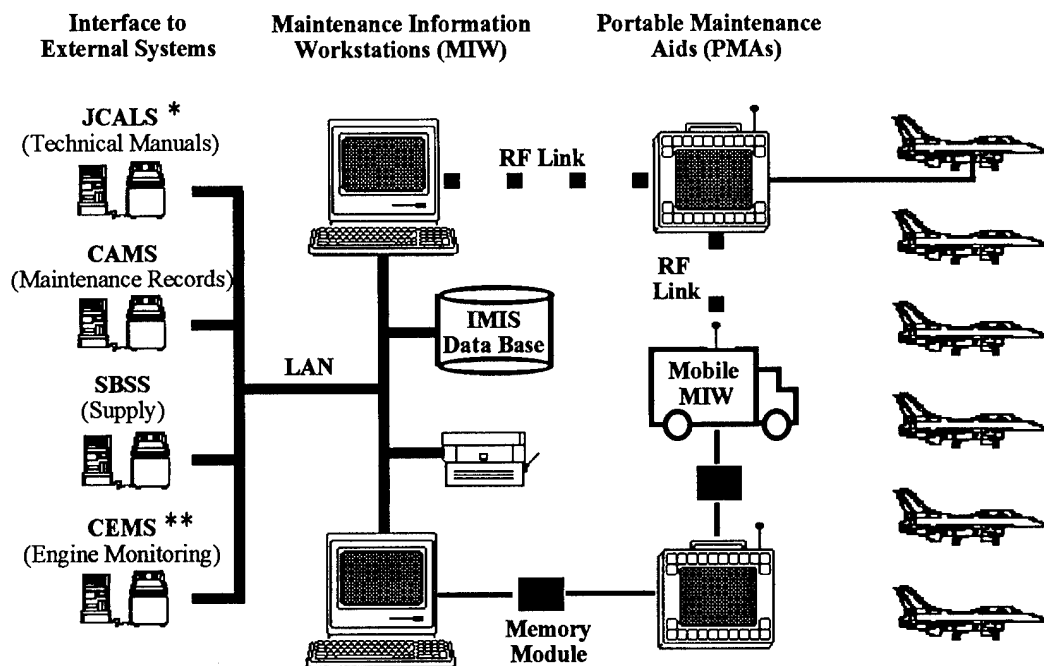 Interface to
External Systems
Maintenance Information
Workstations (MIW)
Portable Maintenance
Aids (PMAs)
JCALS *
(Technical Manuals)
CAMS
(Maintenance Records)
SBSS
(Supply)
CEMS **
(Engine Monitoring)
LAN
RF Link
IMIS
Data Base
RF
Link
Mobile
MIW
Memory
Module